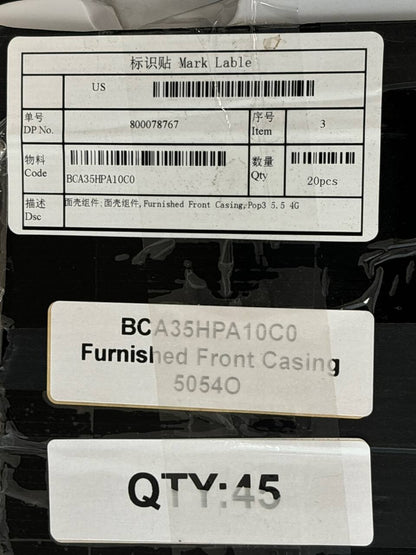 标识贴 Mark Lable
US
单号
DP No.
800078767
序号
Item
3
物料
Code
BCA35HPA10C0
数量
Qty
20pcs
描述
Dsc
面壳组件,面壳组件,Furnished Front Casing,Pop3 5.5 4G
BCA35HPA10C0
Furnished Front Casing
5054O
QTY:45